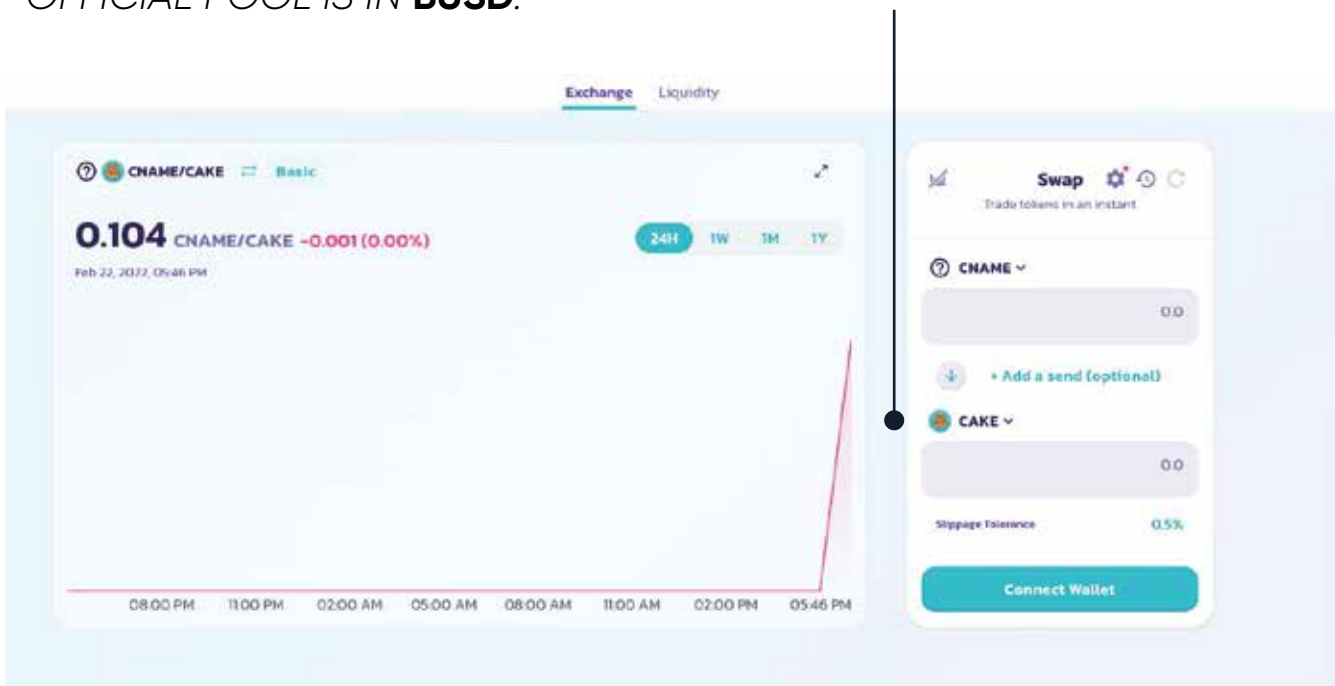 OFFICIAL POOL IS IN BUSD.
Exchange Liquidity
CNAME/CAKE Basic
0.104 CNAME/CAKE -0.001 (0.00%)
24H 1W 1M 1Y
Feb 22, 2022, 05:46 PM
08:00 PM 11:00 PM 02:00 AM 05:00 AM 08:00 AM 11:00 AM 02:00 PM 05:46 PM
Swap
Trade tokens in an instant
CNAME
0.0
+ Add a send (optional)
CAKE
0.0
Slippage Tolerance 0.5%
Connect Wallet